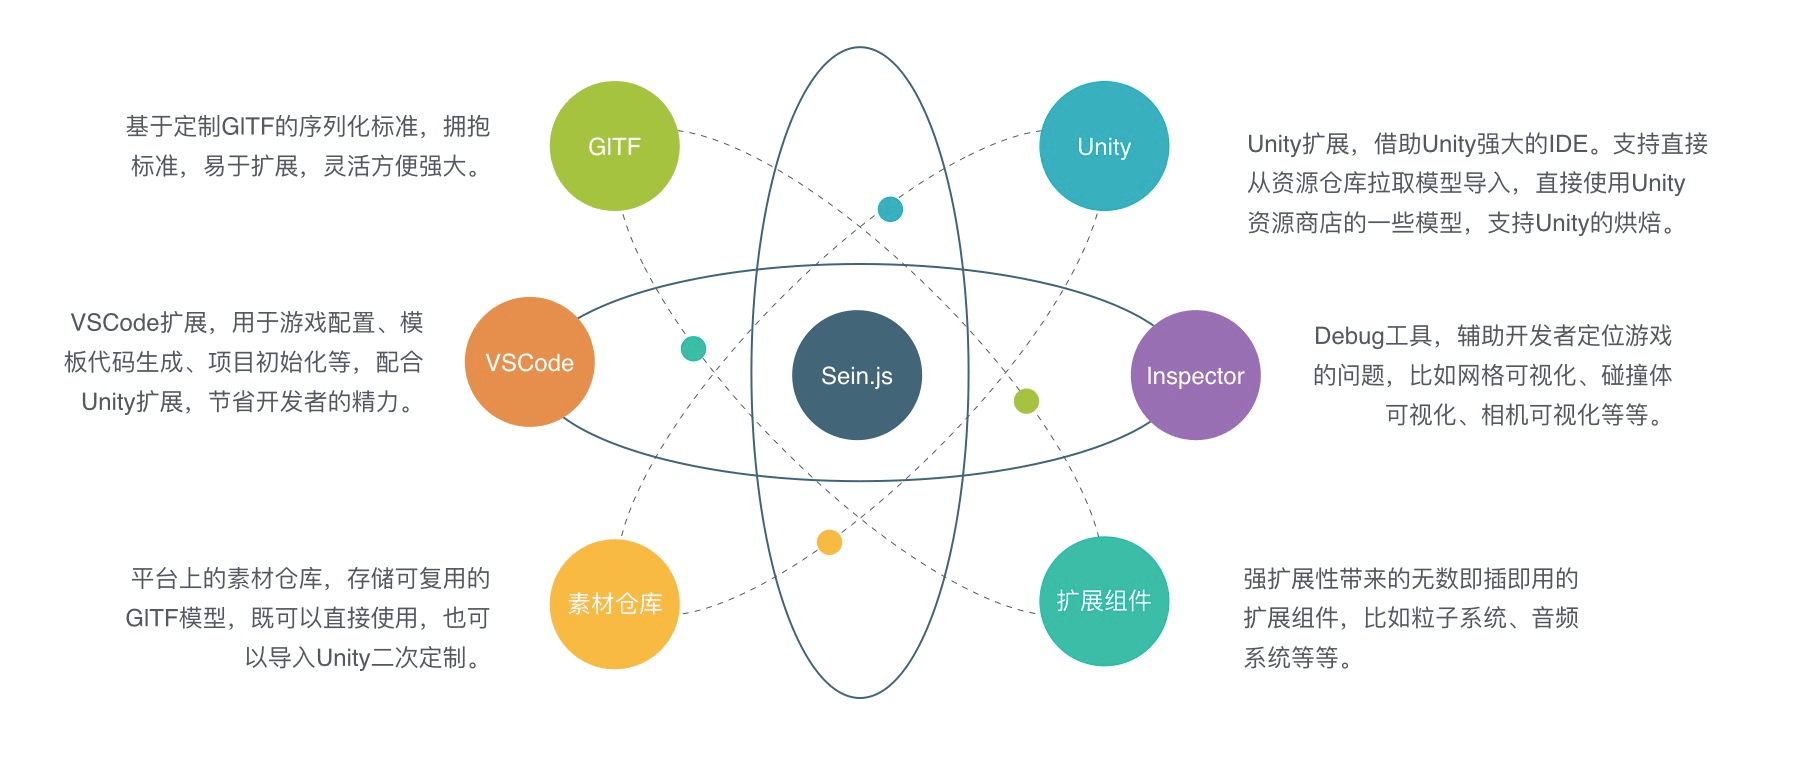 基于定制GlTF的序列化标准，拥抱
标准，易于扩展，灵活方便强大。
GlTF
Unity
Unity扩展，借助Unity强大的IDE。支持直接
从资源仓库拉取模型导入，直接使用Unity
资源商店的一些模型，支持Unity的烘焙。
VSCode扩展，用于游戏配置、模
板代码生成、项目初始化等，配合
Unity扩展，节省开发者的精力。
VSCode
Sein.js
Inspector
Debug工具，辅助开发者定位游戏
的问题，比如网格可视化、碰撞体
可视化、相机可视化等等。
平台上的素材仓库，存储可复用的
GlTF模型，既可以直接使用，也可
以导入Unity二次定制。
素材仓库
扩展组件
强扩展性带来的无数即插即用的
扩展组件，比如粒子系统、音频
系统等等。